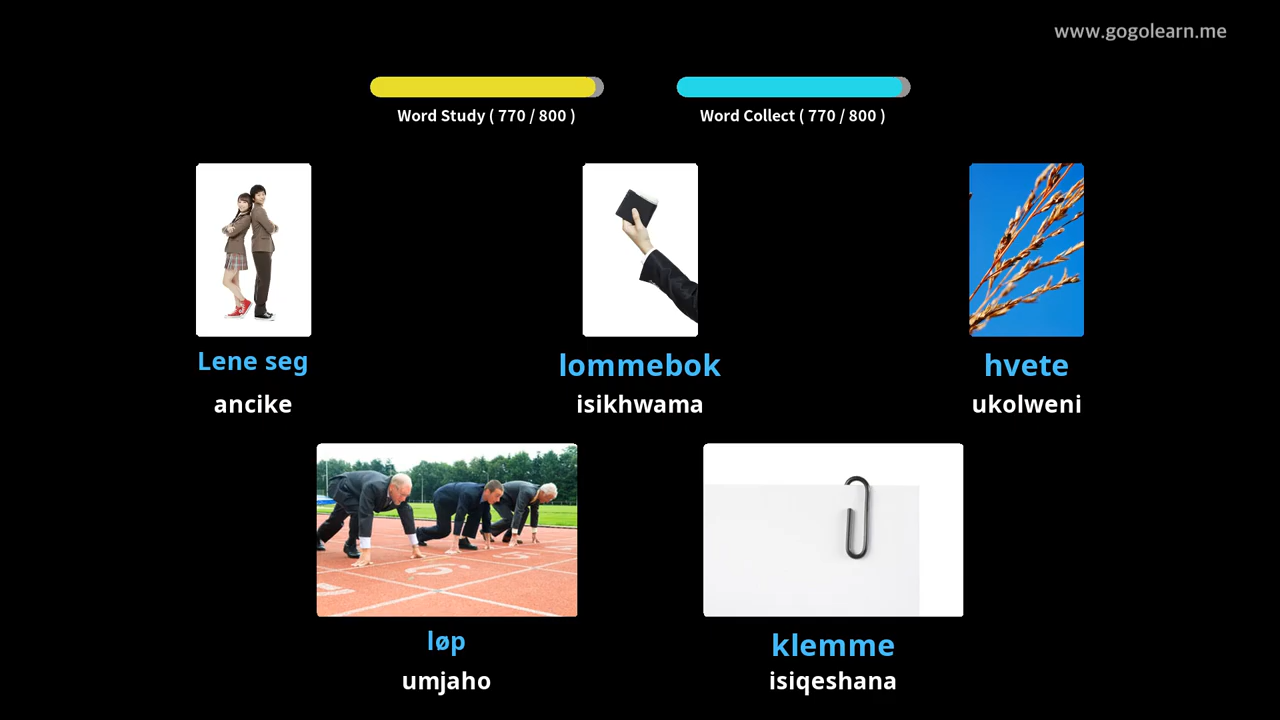 www.gogolearn.me
Word Study ( 770 / 800 )
Word Collect ( 770 / 800 )
Lene seg
ancike
lommebok
isikhwama
hvete
ukolweni
løp
umjaho
klemme
isiqeshana